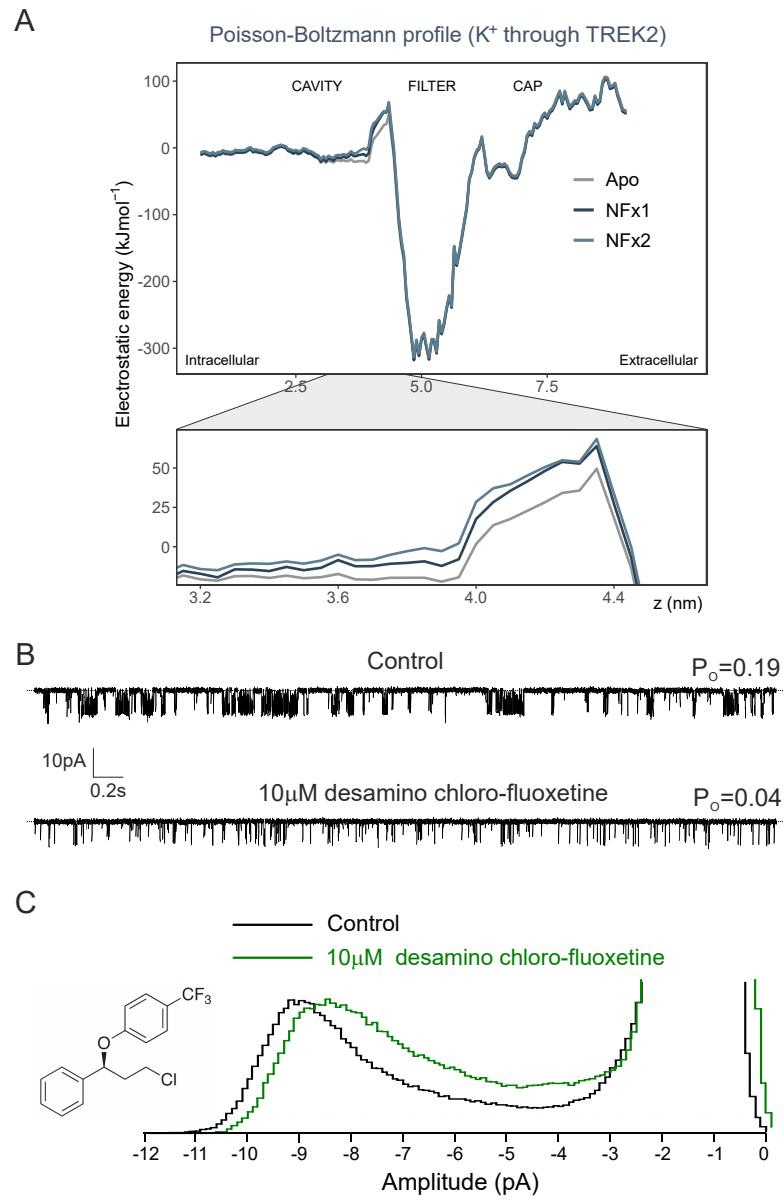 A
Poisson-Boltzmann profile (K⁺ through TREK2)
CAVITY FILTER CAP
100
0
-100
-200
-300
Electrostatic energy (kJmol⁻¹)
Apo
NFx1
NFx2
Intracellular Extracellular
2.5 5.0 7.5
50
25
0
3.2 3.6 4.0 4.4 z (nm)
B
Control P₀=0.19
10pA
0.2s
10μM desamino chloro-fluoxetine P₀=0.04
C
Control
10μM desamino chloro-fluoxetine
CF₃
O
Cl
-12 -11 -10 -9 -8 -7 -6 -5 -4 -3 -2 -1 0
Amplitude (pA)